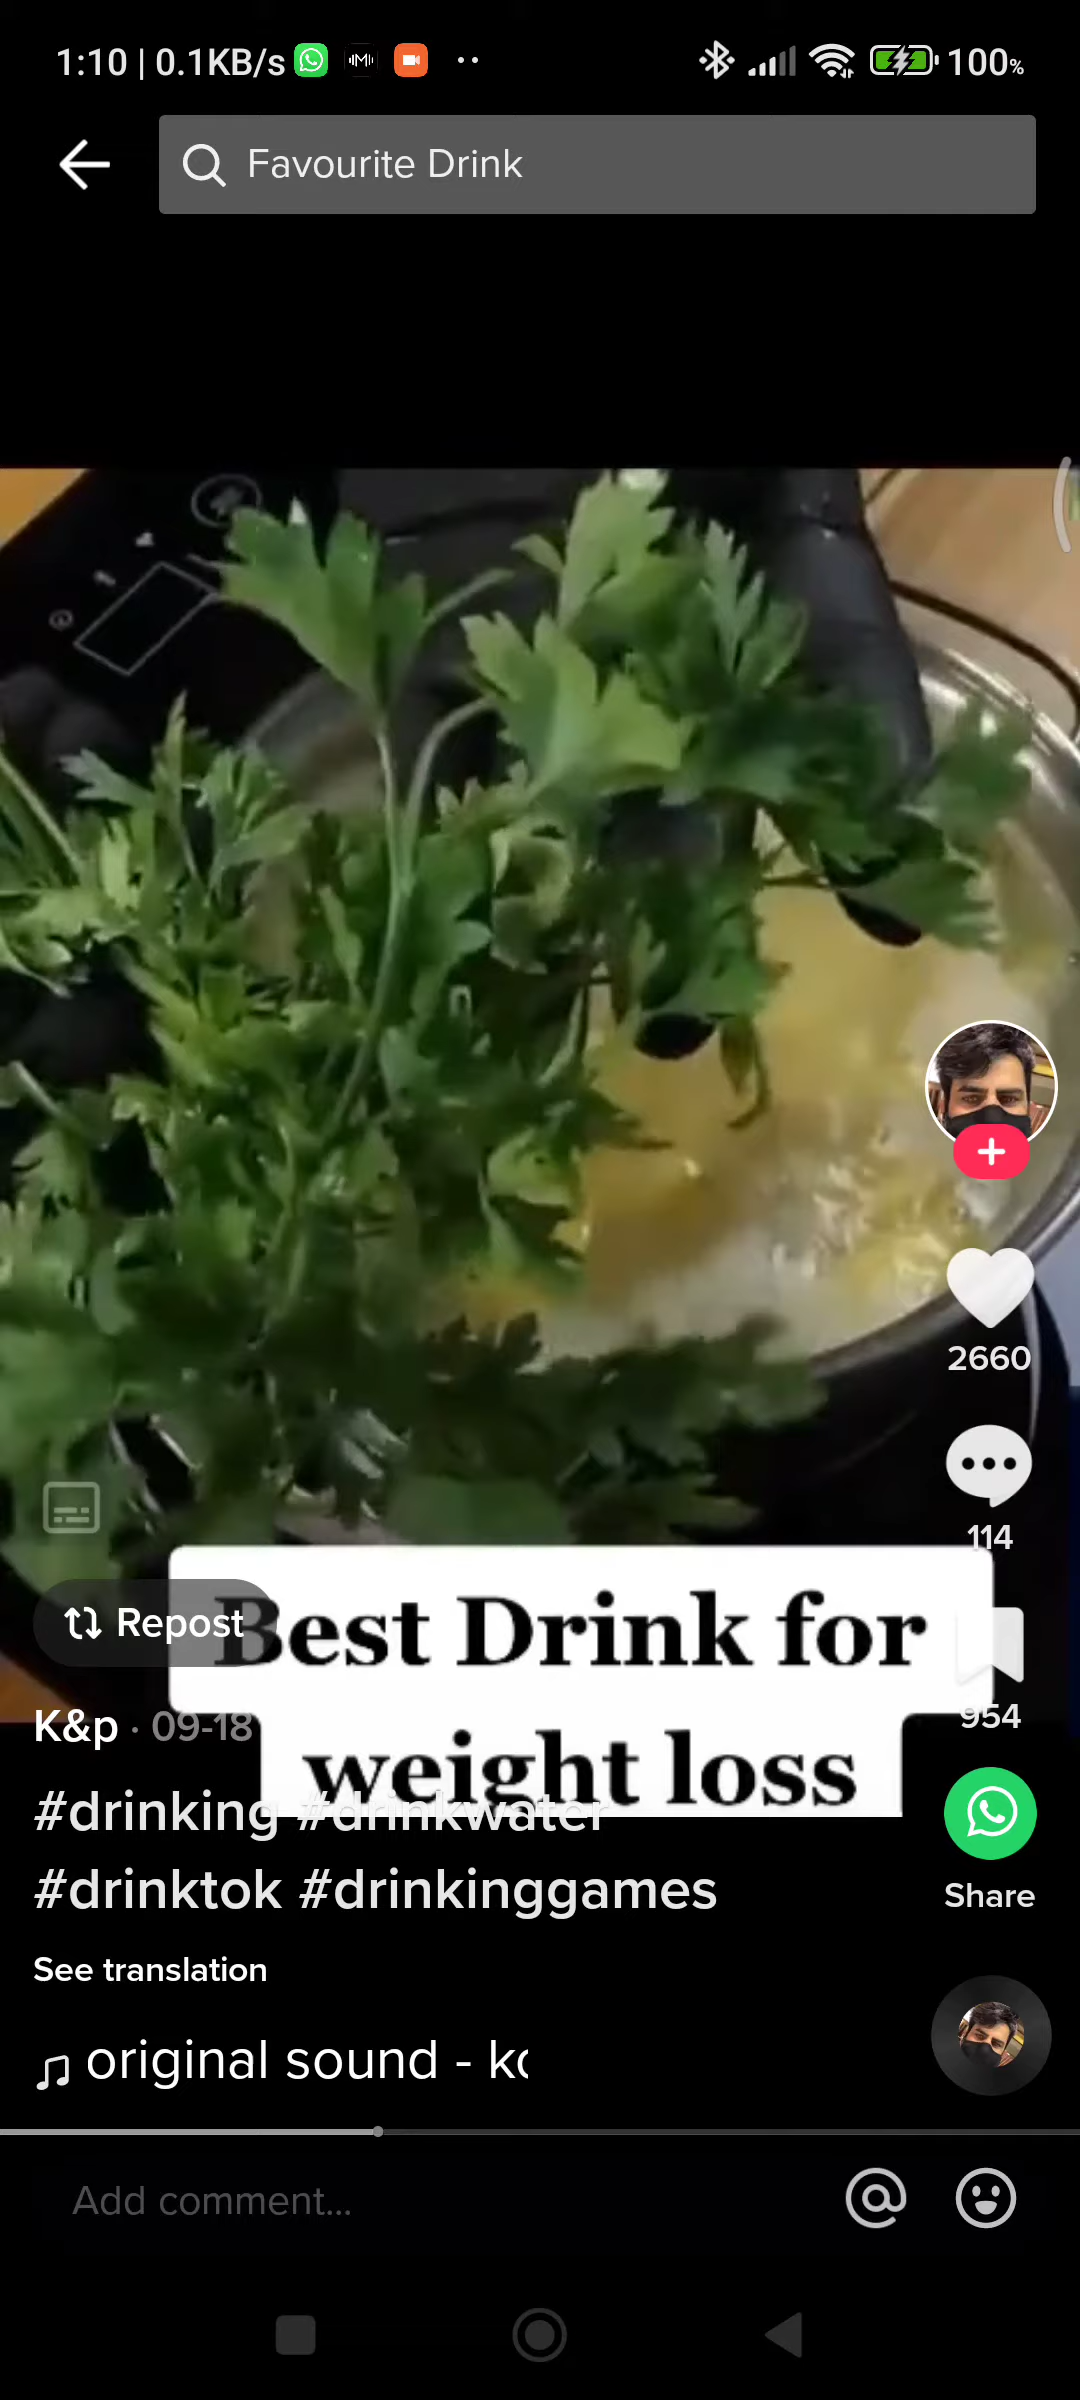 1:10 | 0.1KB/s
100%
Favourite Drink
2660
114
Best Drink for
weight loss
Repost
954
K&p · 09-18
#drinking #drinkwater
#drinktok #drinkinggames
Share
See translation
original sound - ko
Add comment...